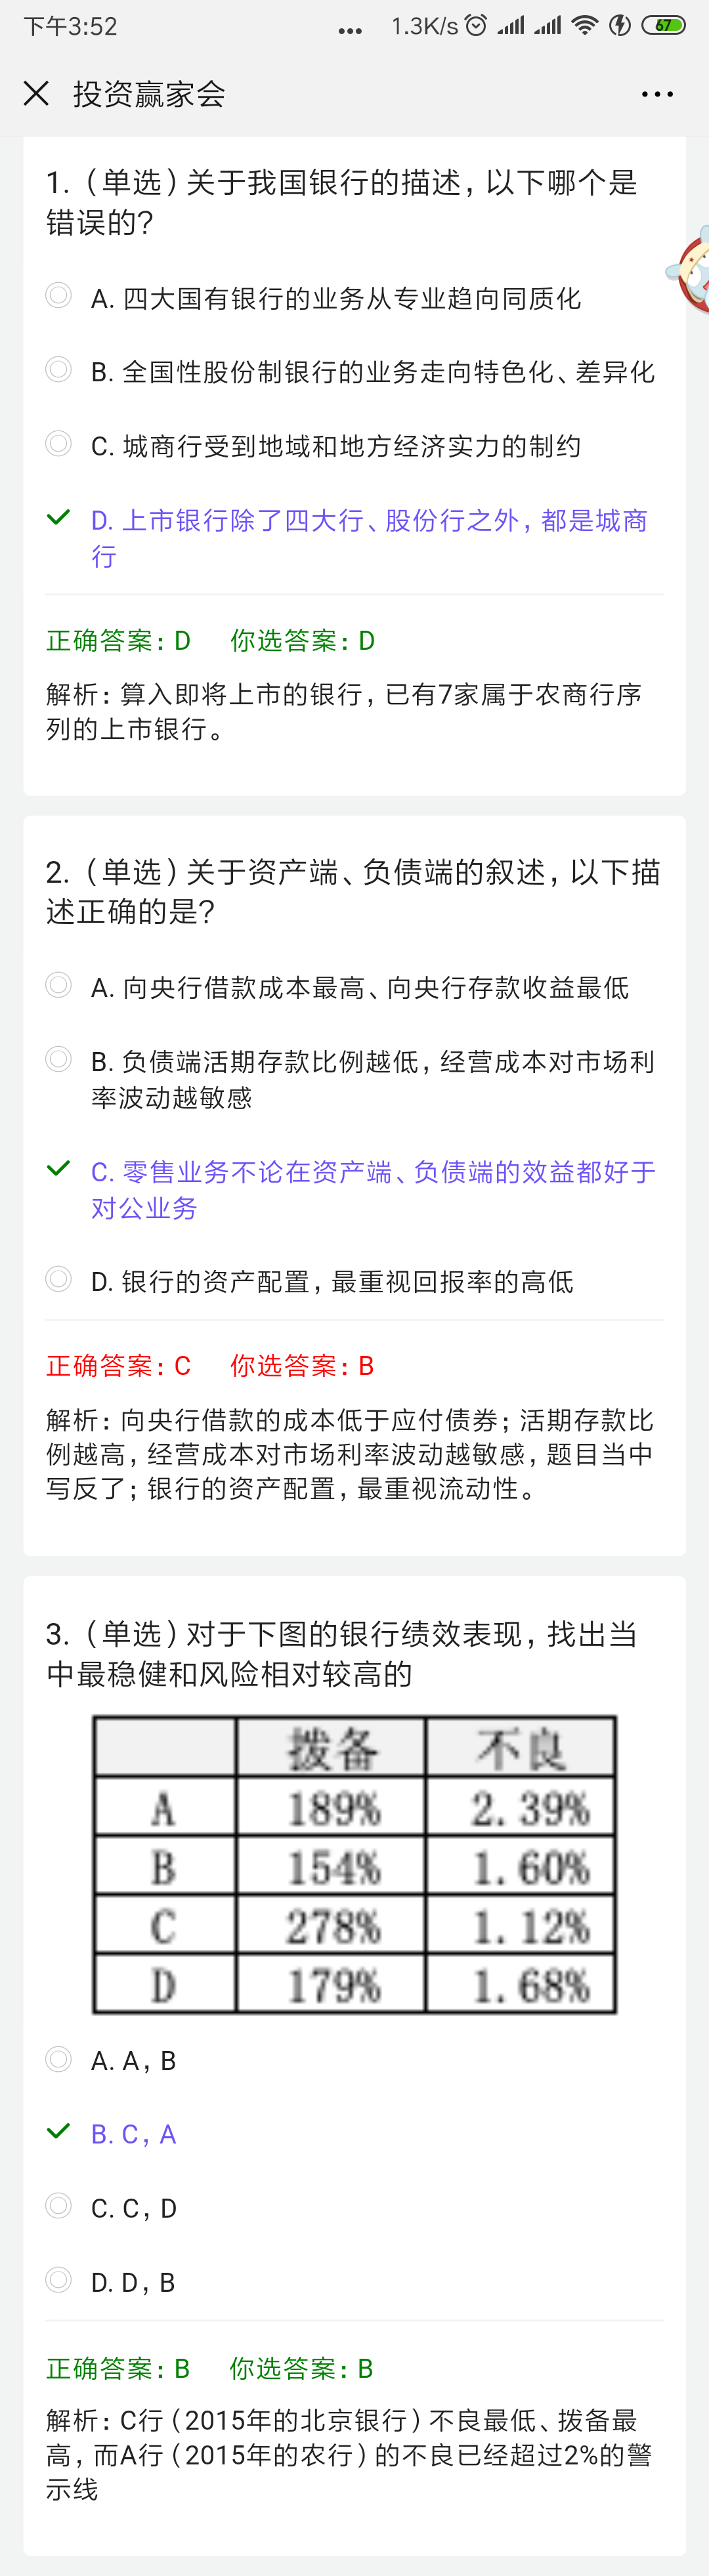 下午3:52 ... 1.3K/s 67
投资赢家会
1.（单选）关于我国银行的描述，以下哪个是
错误的？
A. 四大国有银行的业务从专业趋向同质化
B. 全国性股份制银行的业务走向特色化、差异化
C. 城商行受到地域和地方经济实力的制约
D. 上市银行除了四大行、股份行之外，都是城商
行
正确答案：D 你选答案：D
解析：算入即将上市的银行，已有7家属于农商行序
列的上市银行。
2.（单选）关于资产端、负债端的叙述，以下描
述正确的是？
A. 向央行借款成本最高、向央行存款收益最低
B. 负债端活期存款比例越低，经营成本对市场利
率波动越敏感
C. 零售业务不论在资产端、负债端的效益都好于
对公业务
D. 银行的资产配置，最重视回报率的高低
正确答案：C 你选答案：B
解析：向央行借款的成本低于应付债券；活期存款比
例越高，经营成本对市场利率波动越敏感，题目当中
写反了；银行的资产配置，最重视流动性。
3.（单选）对于下图的银行绩效表现，找出当
中最稳健和风险相对较高的
拨备 不良
A 189% 2.39%
B 154% 1.60%
C 278% 1.12%
D 179% 1.68%
A. A，B
B. C，A
C. C，D
D. D，B
正确答案：B 你选答案：B
解析：C行（2015年的北京银行）不良最低、拨备最
高，而A行（2015年的农行）的不良已经超过2%的警
示线